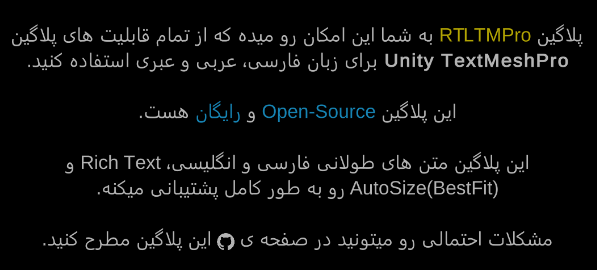 پلاگین RTLTMPro به شما این امکان رو میده که از تمام قابلیت های پلاگین
Unity TextMeshPro برای زبان فارسی، عربی و عبری استفاده کنید.
این پلاگین Open-Source و رایگان هست.
این پلاگین متن های طولانی فارسی و انگلیسی، Rich Text و
AutoSize(BestFit) رو به طور کامل پشتیبانی میکنه.
مشکلات احتمالی رو میتونید در صفحه ی این پلاگین مطرح کنید.